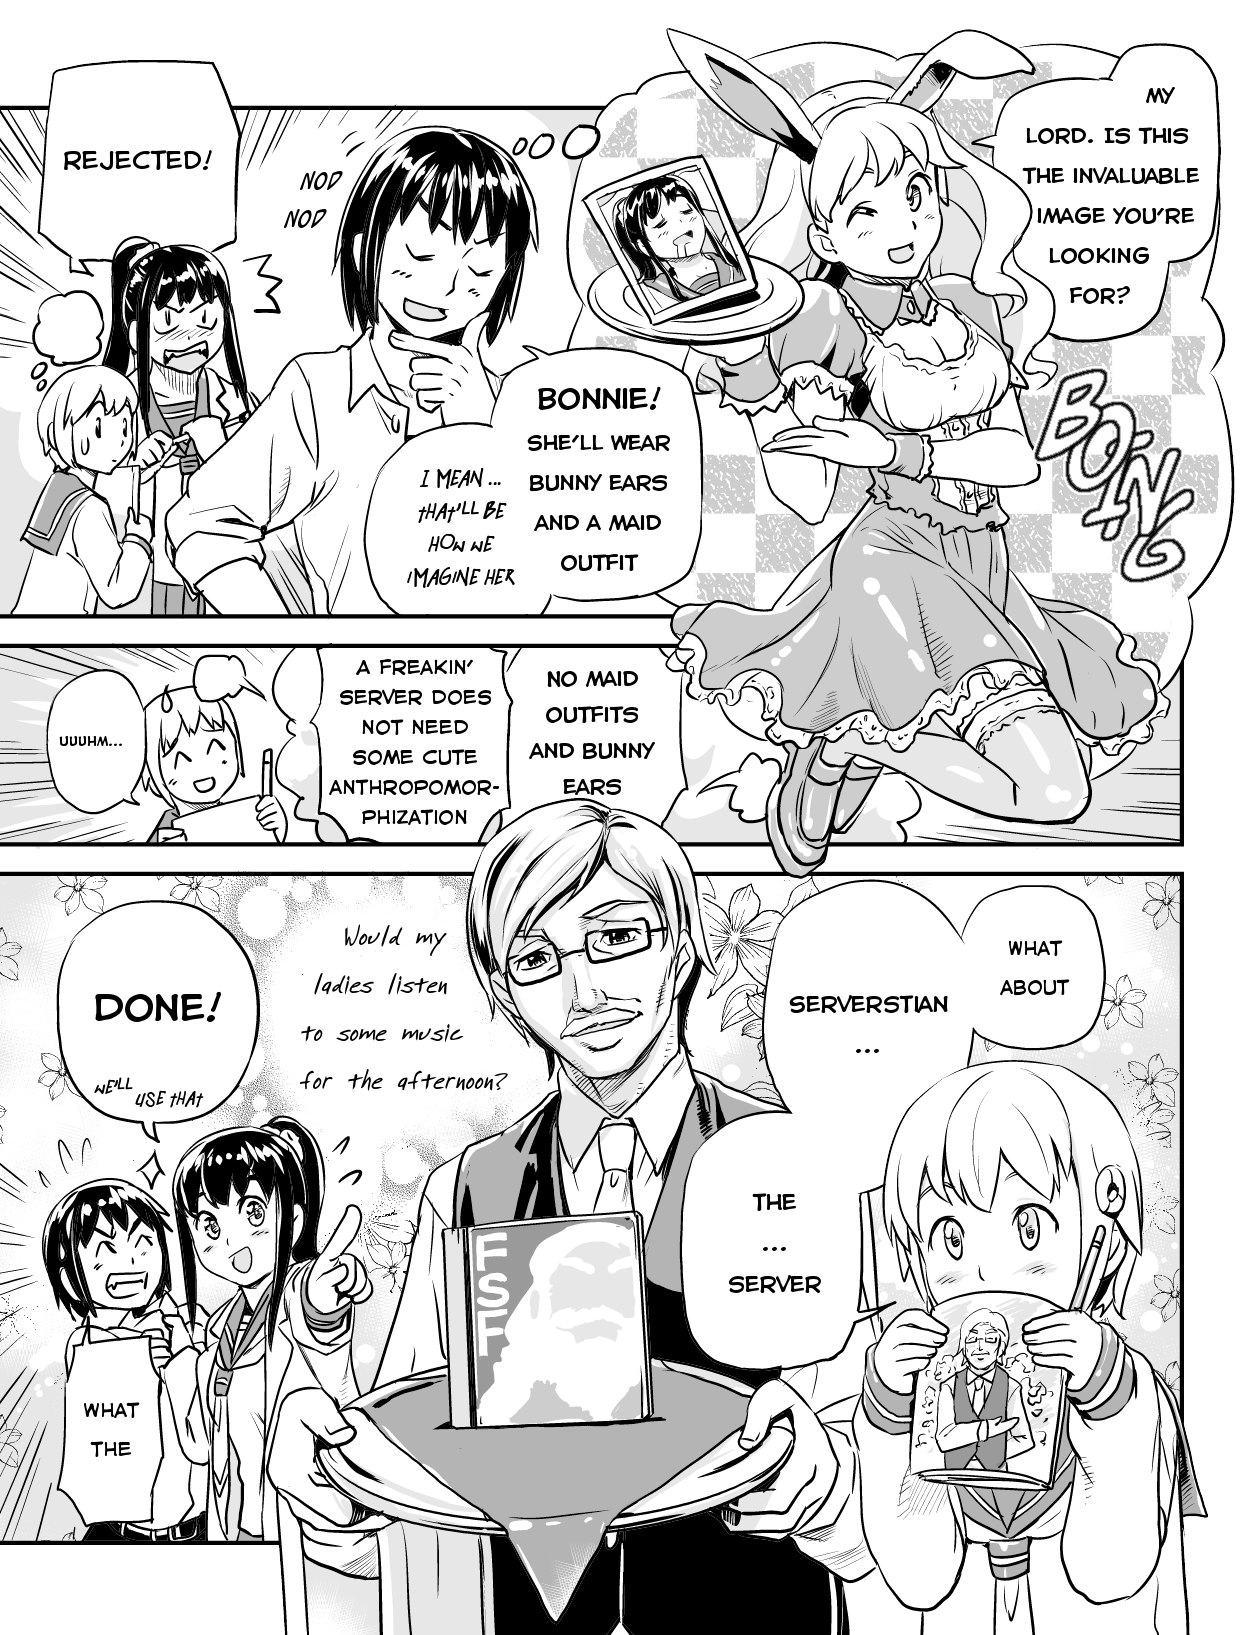 MY
LORD. IS THIS
THE INVALUABLE
IMAGE YOU'RE
LOOKING
FOR?
BOING
BONNIE!
SHE'LL WEAR
BUNNY EARS
AND A MAID
OUTFIT
I MEAN ...
THAT'LL BE
HOW WE
IMAGINE HER
NOD
NOD
REJECTED!
NO MAID
OUTFITS
AND BUNNY
EARS
A FREAKIN'
SERVER DOES
NOT NEED
SOME CUTE
ANTHROPOMOR-
PHIZATION
UUUHM...
WHAT
ABOUT
SERVERSTIAN
...
THE
...
SERVER
Would my
ladies listen
to some music
for the afternoon?
FSF
DONE!
WE'LL
USE THAT
WHAT
THE